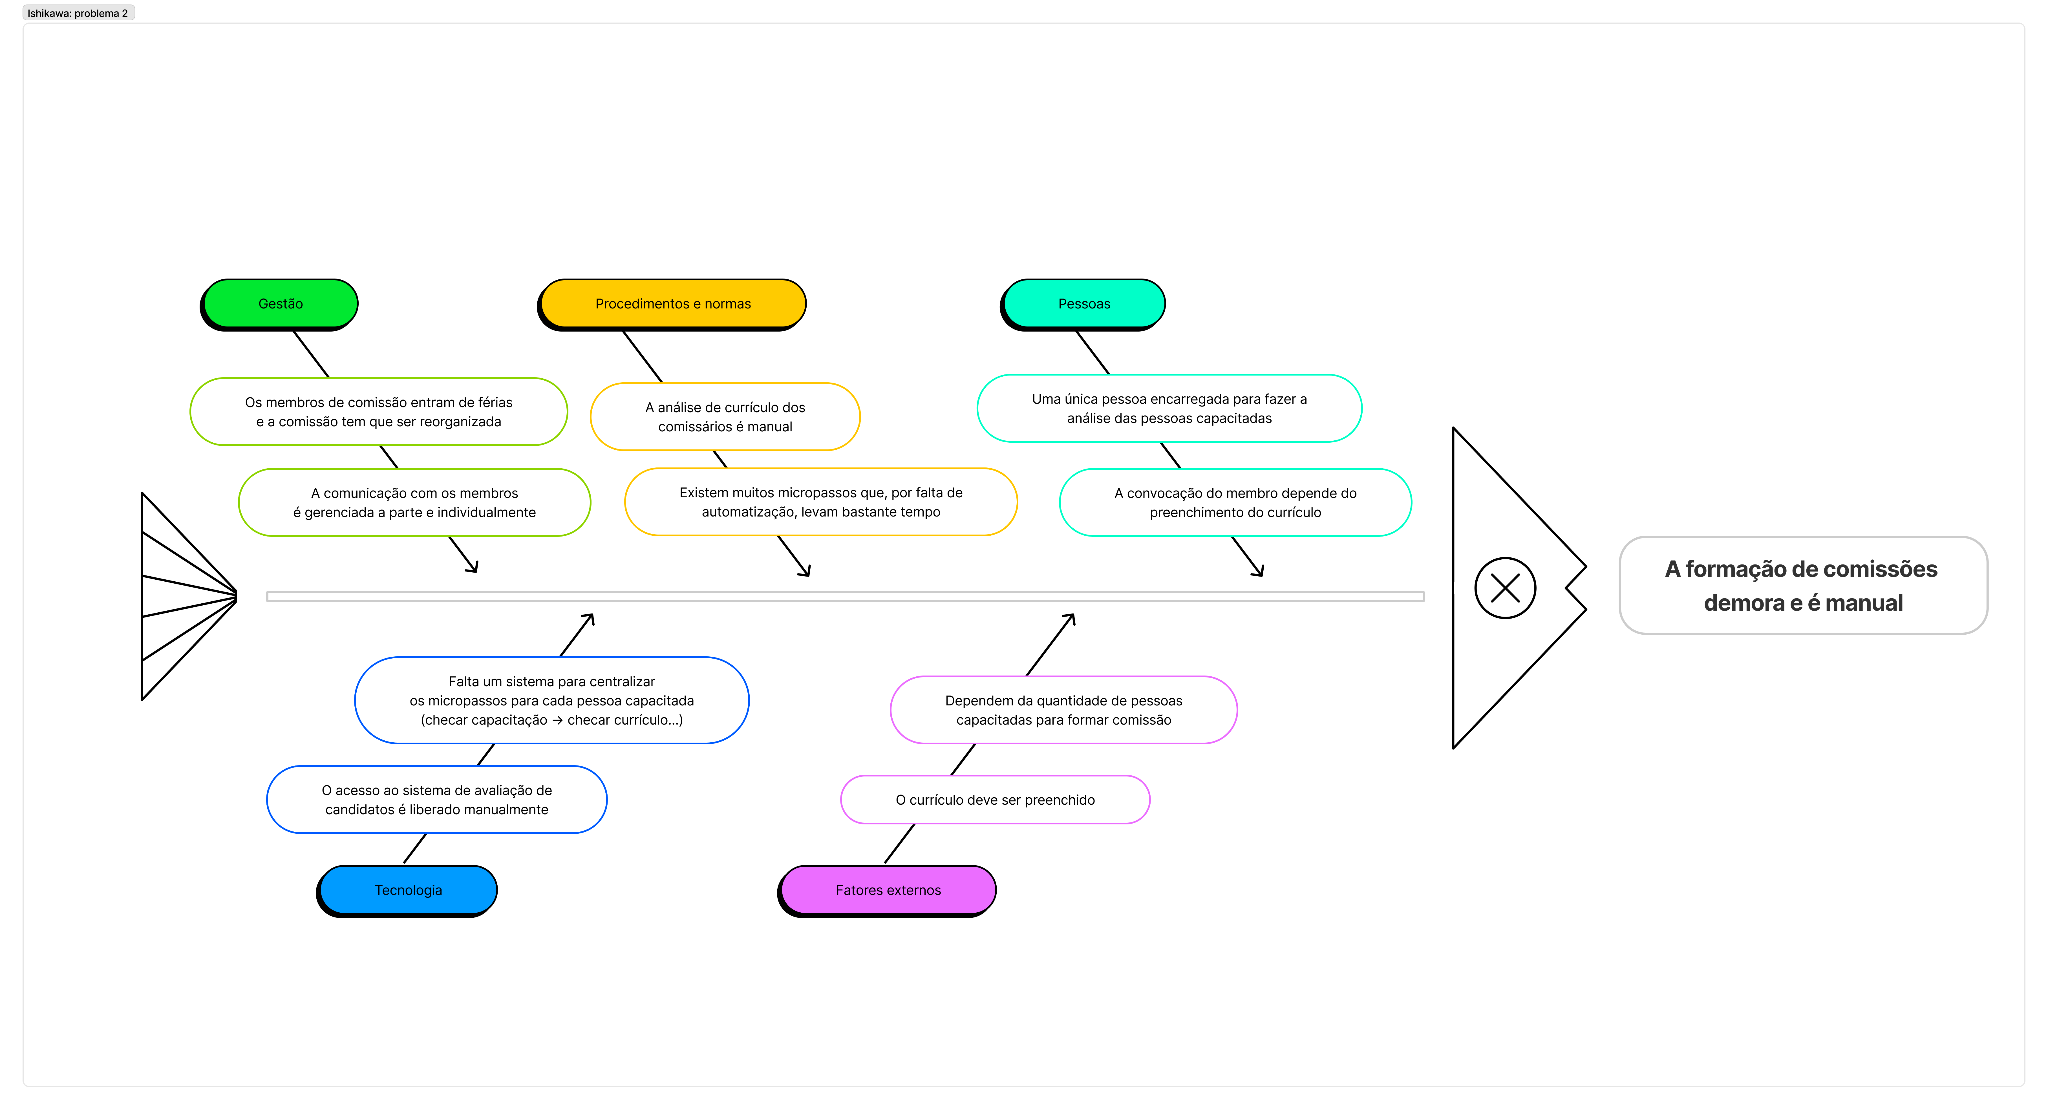 Ishikawa: problema 2
Gestão
Procedimentos e normas
Pessoas
Os membros de comissão entram de férias
e a comissão tem que ser reorganizada
A análise de currículo dos
comissários é manual
Uma única pessoa encarregada para fazer a
análise das pessoas capacitadas
A comunicação com os membros
é gerenciada a parte e individualmente
Existem muitos micropassos que, por falta de
automatização, levam bastante tempo
A convocação do membro depende do
preenchimento do currículo
A formação de comissões
demora e é manual
Falta um sistema para centralizar
os micropassos para cada pessoa capacitada
(checar capacitação → checar currículo...)
Dependem da quantidade de pessoas
capacitadas para formar comissão
O acesso ao sistema de avaliação de
candidatos é liberado manualmente
O currículo deve ser preenchido
Tecnologia
Fatores externos